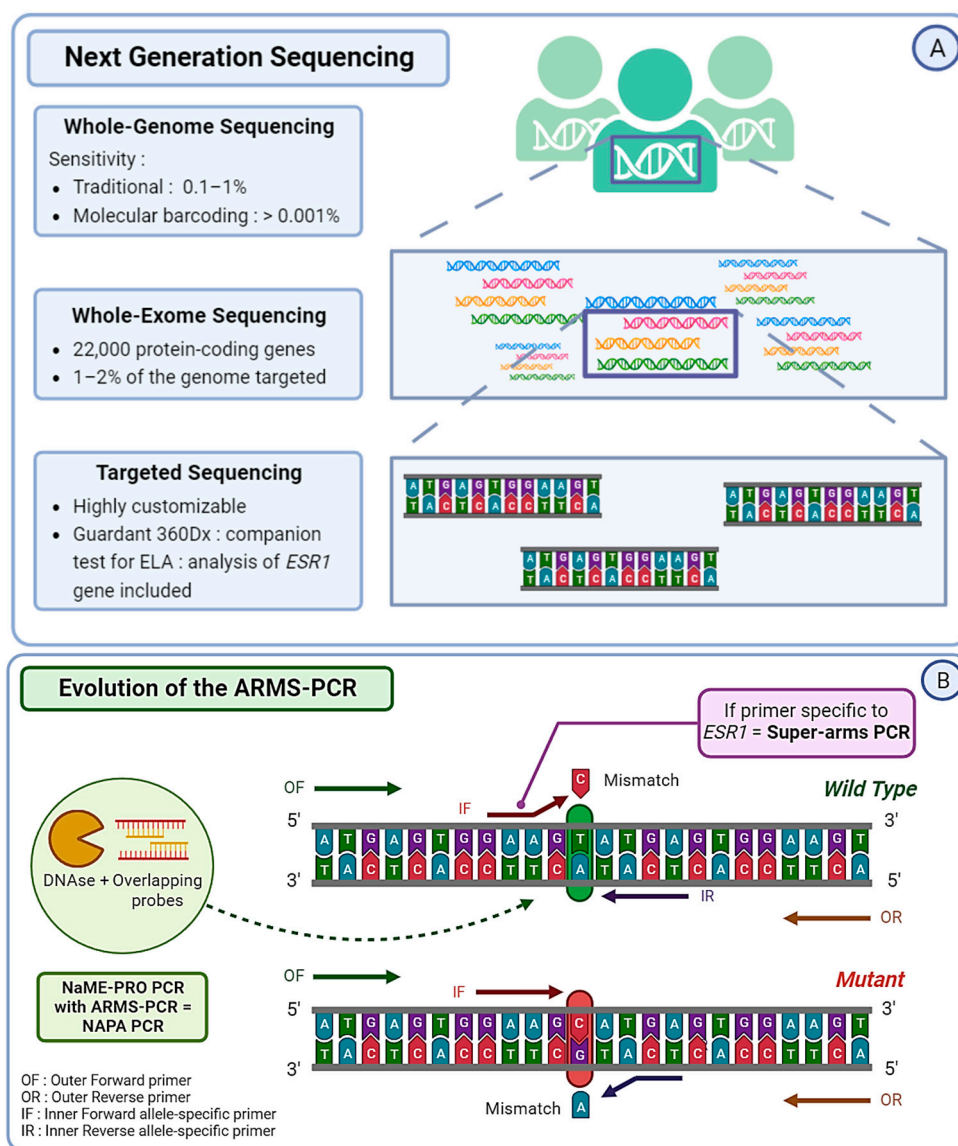 A
Next Generation Sequencing
Whole-Genome Sequencing
Sensitivity :
• Traditional : 0.1–1%
• Molecular barcoding : > 0.001%
Whole-Exome Sequencing
• 22,000 protein-coding genes
• 1–2% of the genome targeted
Targeted Sequencing
• Highly customizable
• Guardant 360Dx : companion
test for ELA : analysis of ESR1
gene included
A T G A G T G G A A G T
T A C T C A C C T T C A
A T G A G T G G A A G T
T A C T C A C C T T C A
A T G A G T G G A A G T
T A C T C A C C T T C A
B
Evolution of the ARMS-PCR
If primer specific to
ESR1 = Super-arms PCR
OF
IF
C
Mismatch
Wild Type
5'
3'
A T G A G T G G A A G T A T G A G T G G A A G T
T A C T C A C C T T C A T A C T C A C C T T C A
3'
5'
IR
OR
DNAse + Overlapping
probes
NaME-PRO PCR
with ARMS-PCR =
NAPA PCR
OF
IF
Mutant
5'
3'
A T G A G T G G A A G C A T G A G T G G A A G T
T A C T C A C C T T C G T A C T C A C C T T C A
3'
5'
Mismatch
A
OR
OF : Outer Forward primer
OR : Outer Reverse primer
IF : Inner Forward allele-specific primer
IR : Inner Reverse allele-specific primer